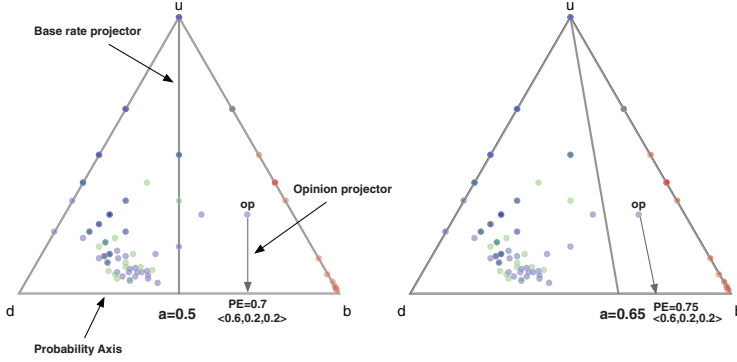 u
Base rate projector
Opinion projector
op
d
a=0.5
PE=0.7
<0.6,0.2,0.2>
b
Probability Axis
u
op
d
a=0.65
PE=0.75
<0.6,0.2,0.2>